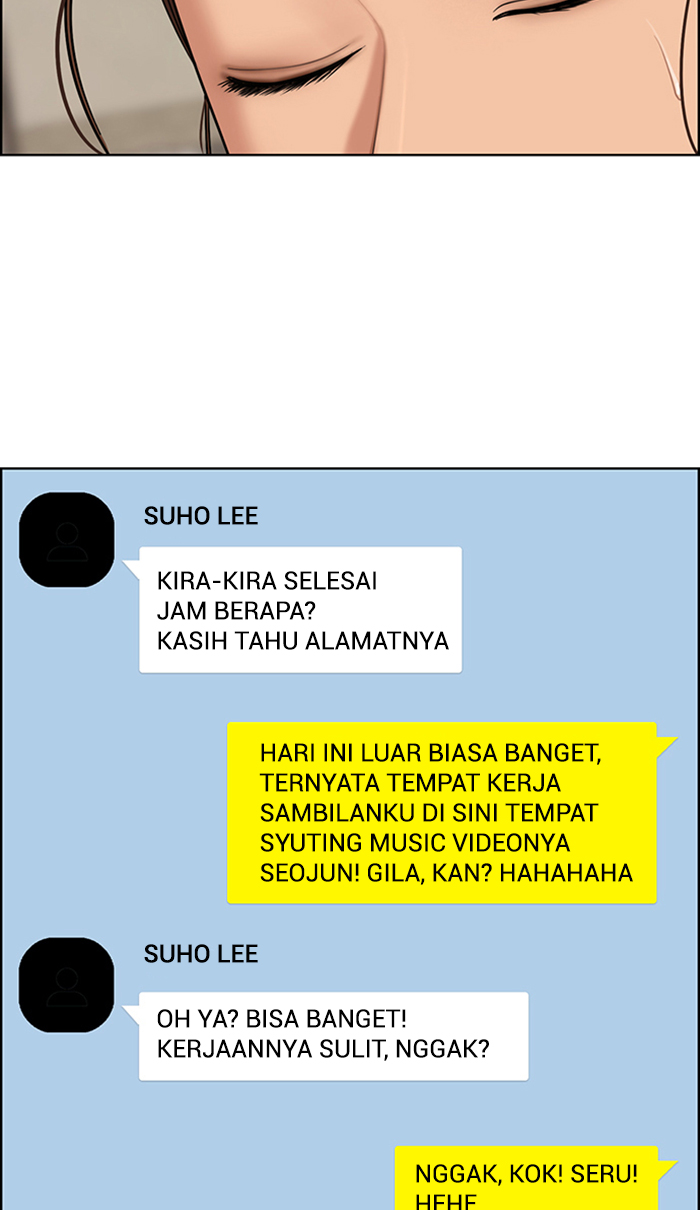 SUHO LEE
KIRA-KIRA SELESAI
JAM BERAPA?
KASIH TAHU ALAMATNYA
HARI INI LUAR BIASA BANGET,
TERNYATA TEMPAT KERJA
SAMBILANKU DI SINI TEMPAT
SYUTING MUSIC VIDEONYA
SEOJUN! GILA, KAN? HAHAHAHA
SUHO LEE
OH YA? BISA BANGET!
KERJAANNYA SULIT, NGGAK?
NGGAK, KOK! SERU!
HEHE